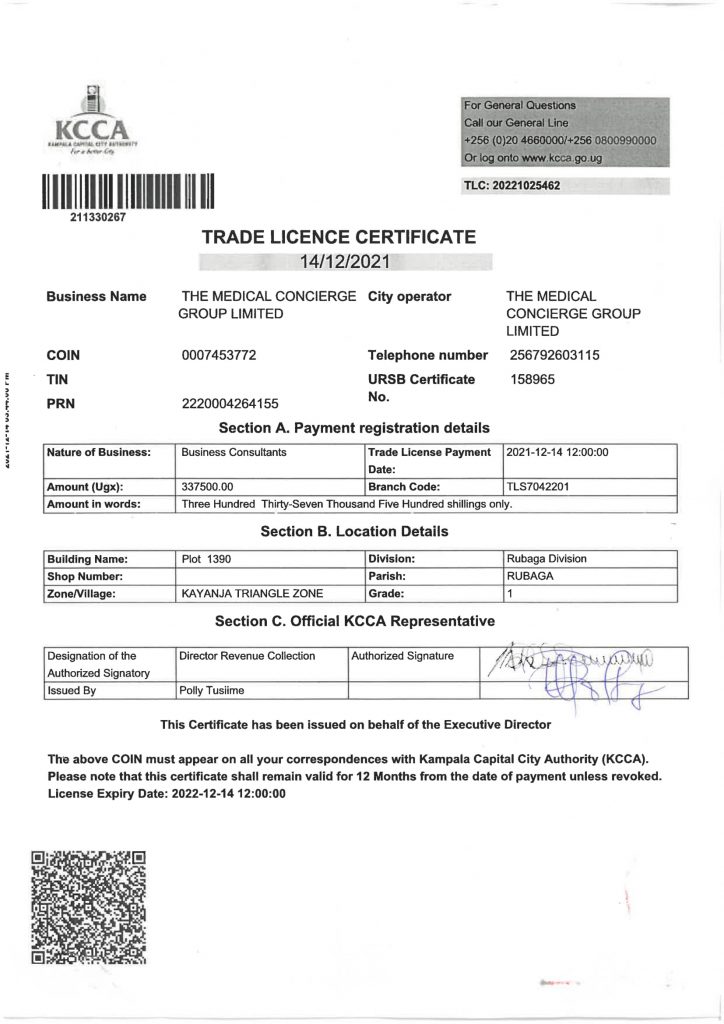 KCCA
KAMPALA CAPITAL CITY AUTHORITY
For a better City
For General Questions
Call our General Line
+256 (0)20 4660000/+256 0800990000
Or log onto www.kcca.go.ug
TLC: 20221025462
211330267
TRADE LICENCE CERTIFICATE
14/12/2021
Business Name THE MEDICAL CONCIERGE GROUP LIMITED
City operator THE MEDICAL CONCIERGE GROUP LIMITED
COIN 0007453772
Telephone number 256792603115
TIN
URSB Certificate No. 158965
PRN 2220004264155
Section A. Payment registration details
Nature of Business: Business Consultants
Trade License Payment Date: 2021-12-14 12:00:00
Amount (Ugx): 337500.00
Branch Code: TLS7042201
Amount in words: Three Hundred Thirty-Seven Thousand Five Hundred shillings only.
Section B. Location Details
Building Name: Plot 1390
Division: Rubaga Division
Shop Number:
Parish: RUBAGA
Zone/Village: KAYANJA TRIANGLE ZONE
Grade: 1
Section C. Official KCCA Representative
Designation of the Authorized Signatory Director Revenue Collection
Authorized Signature
Issued By Polly Tusiime
This Certificate has been issued on behalf of the Executive Director
The above COIN must appear on all your correspondences with Kampala Capital City Authority (KCCA).
Please note that this certificate shall remain valid for 12 Months from the date of payment unless revoked.
License Expiry Date: 2022-12-14 12:00:00